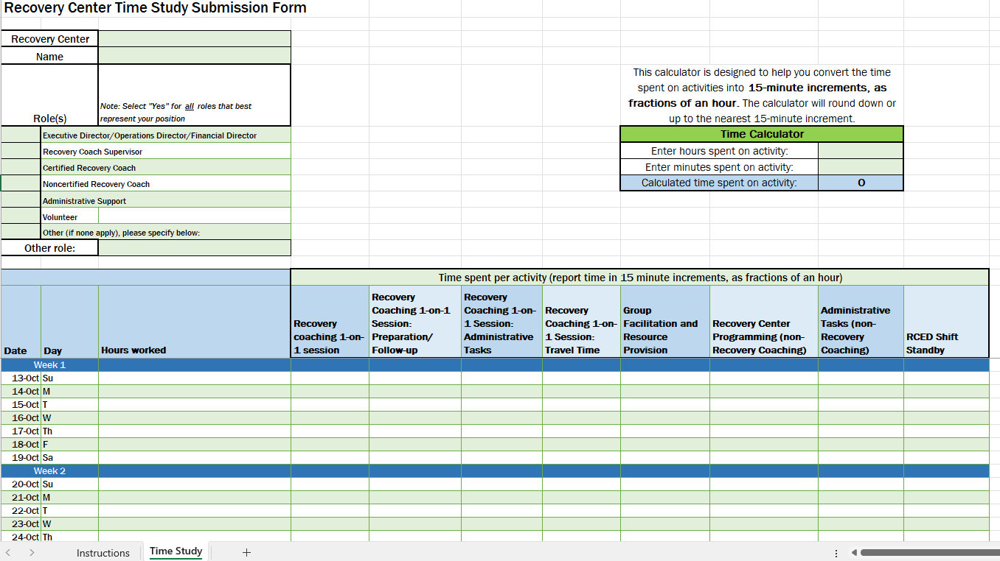 Recovery Center Time Study Submission Form
Recovery Center
Name
Role(s)
Note: Select "Yes" for all roles that best
represent your position
Executive Director/Operations Director/Financial Director
Recovery Coach Supervisor
Certified Recovery Coach
Noncertified Recovery Coach
Administrative Support
Volunteer
Other (if none apply), please specify below:
Other role:
This calculator is designed to help you convert the time
spent on activities into 15-minute increments, as
fractions of an hour. The calculator will round down or
up to the nearest 15-minute increment.
Time Calculator
Enter hours spent on activity:
Enter minutes spent on activity:
Calculated time spent on activity: 0
Time spent per activity (report time in 15 minute increments, as fractions of an hour)
Date
Day
Hours worked
Recovery
coaching 1-on-
1 session
Recovery
Coaching 1-on-1
Session:
Preparation/
Follow-up
Recovery
Coaching 1-on-
1 Session:
Administrative
Tasks
Recovery
Coaching 1-on-
1 Session:
Travel Time
Group
Facilitation and
Resource
Provision
Recovery Center
Programming (non-
Recovery Coaching)
Administrative
Tasks (non-
Recovery
Coaching)
RCED Shift
Standby
Week 1
13-Oct Su
14-Oct M
15-Oct T
16-Oct W
17-Oct Th
18-Oct F
19-Oct Sa
Week 2
20-Oct Su
21-Oct M
22-Oct T
23-Oct W
24-Oct Th
Instructions
Time Study